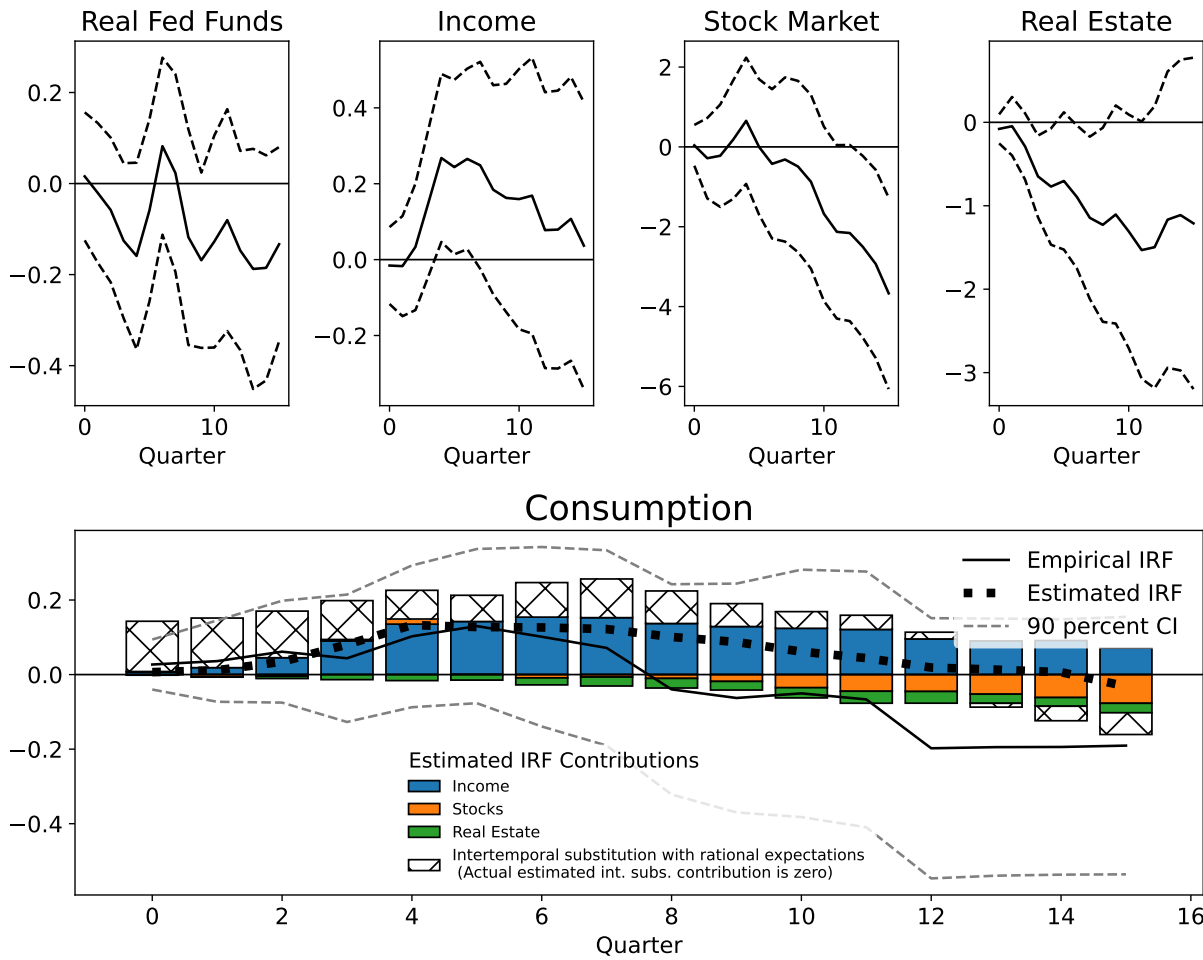 Real Fed Funds
Income
Stock Market
Real Estate
0.2
0.0
−0.2
−0.4
0.4
0.2
0.0
−0.2
2
0
−2
−4
−6
0
−1
−2
−3
0 10
0 10
0 10
0 10
Quarter
Quarter
Quarter
Quarter
Consumption
0.2
0.0
−0.2
−0.4
Empirical IRF
Estimated IRF
90 percent CI
Estimated IRF Contributions
Income
Stocks
Real Estate
Intertemporal substitution with rational expectations
(Actual estimated int. subs. contribution is zero)
0 2 4 6 8 10 12 14 16
Quarter